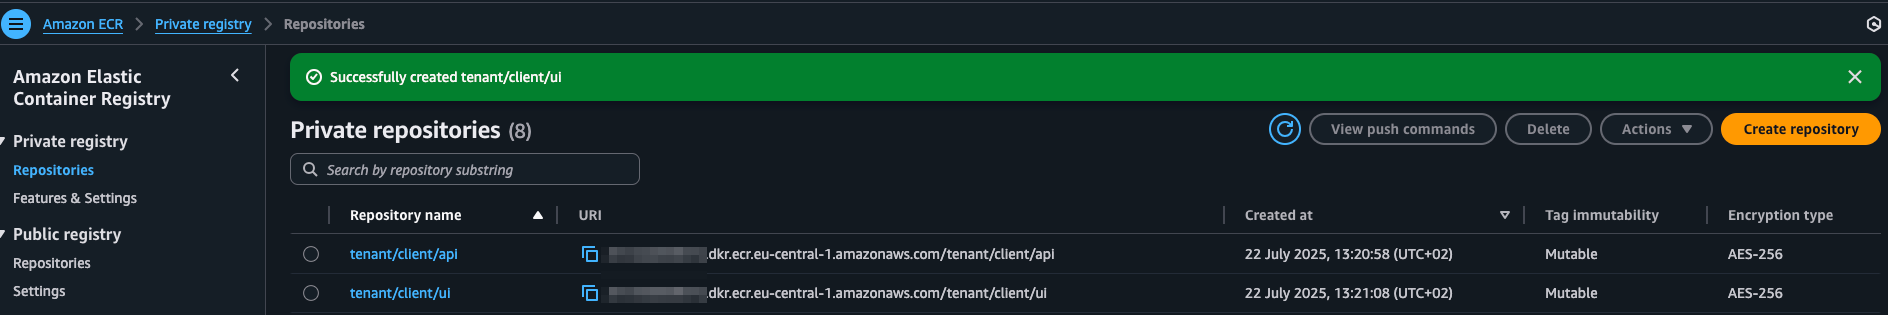 Amazon ECR > Private registry > Repositories
Amazon Elastic
Container Registry
Private registry
Repositories
Features & Settings
Public registry
Repositories
Settings
Successfully created tenant/client/ui
Private repositories (8)
View push commands
Delete
Actions
Create repository
Search by repository substring
Repository name URI Created at Tag immutability Encryption type
tenant/client/api .dkr.ecr.eu-central-1.amazonaws.com/tenant/client/api 22 July 2025, 13:20:58 (UTC+02) Mutable AES-256
tenant/client/ui .dkr.ecr.eu-central-1.amazonaws.com/tenant/client/ui 22 July 2025, 13:21:08 (UTC+02) Mutable AES-256